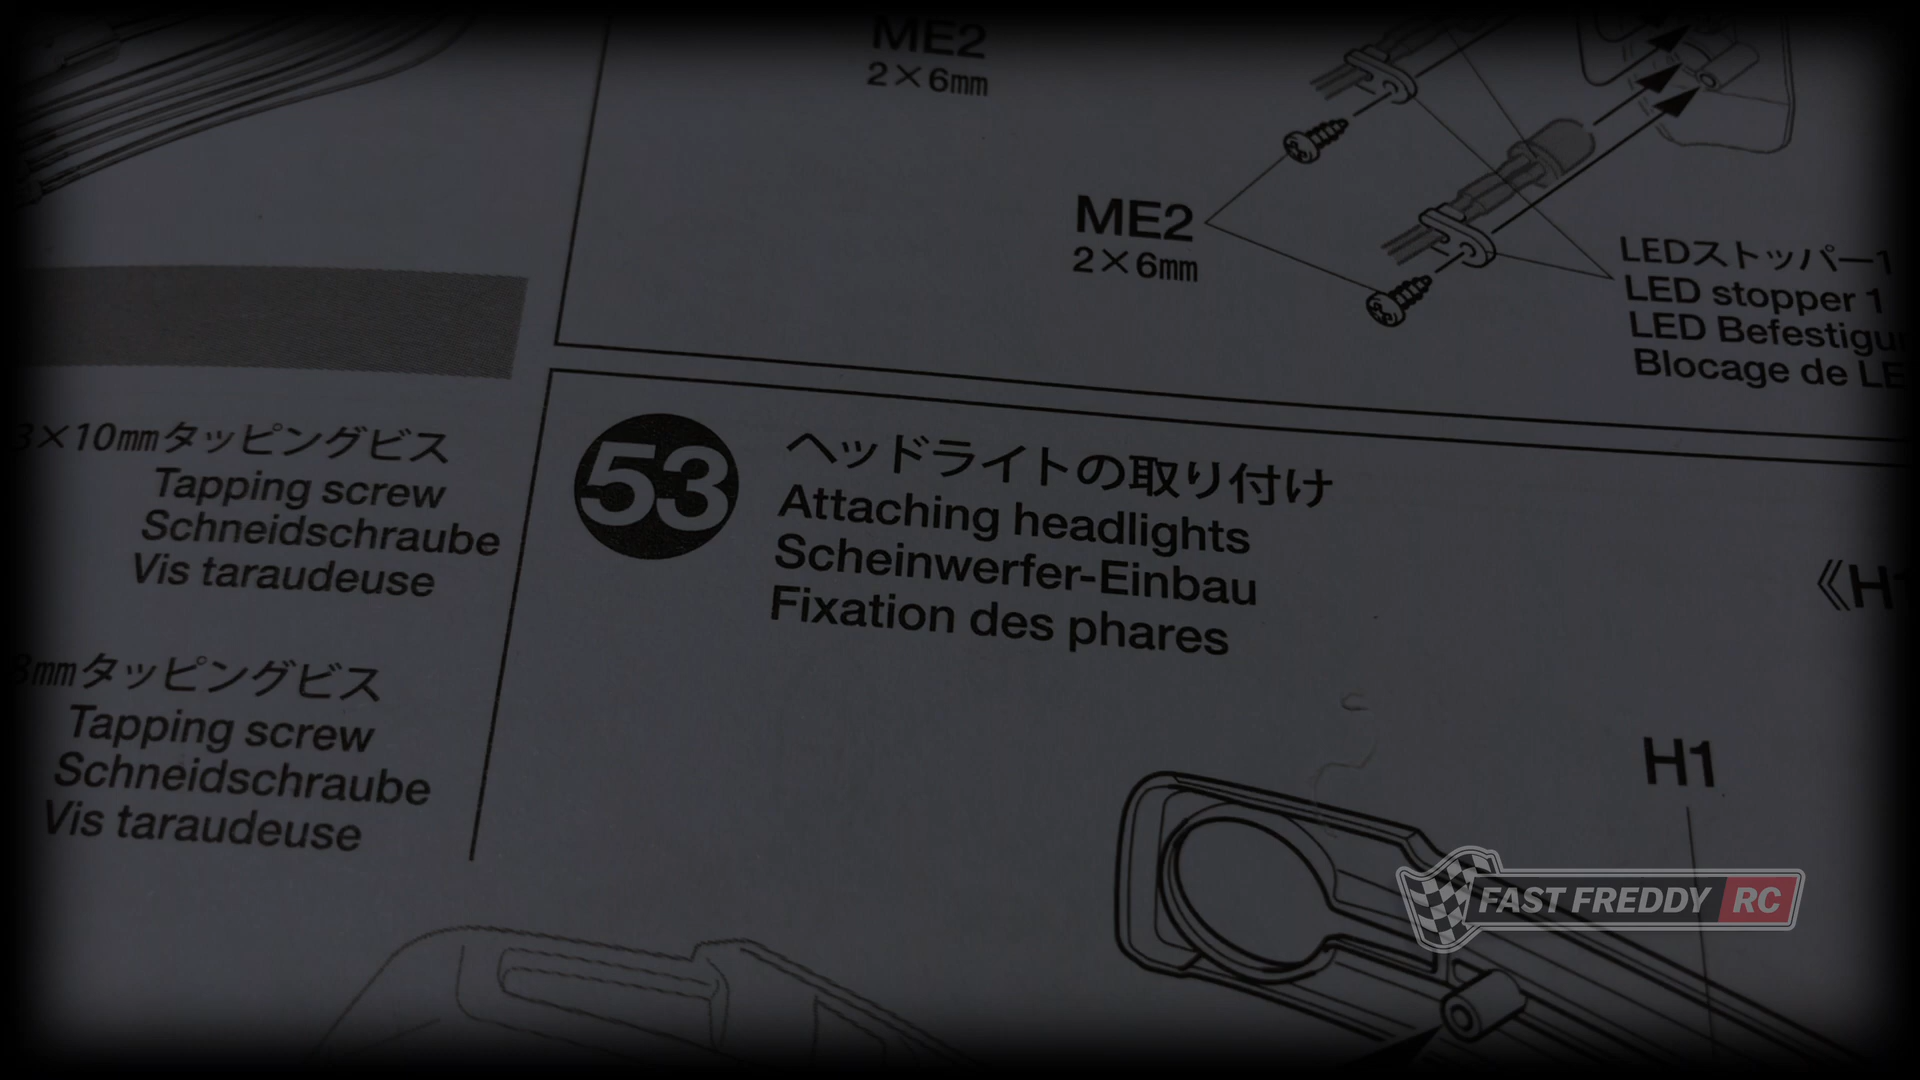 ME2
2×6mm
ME2
2×6mm
LEDストッパー1
LED stopper 1
LED
Blocage de
3×10mmタッピングビス
Tapping screw
Schneidschraube
Vis taraudeuse
53
ヘッドライトの取り付け
Attaching headlights
Scheinwerfer-Einbau
Fixation des phares
mmタッピングビス
Tapping screw
Schneidschraube
Vis taraudeuse
H1
FAST FREDDY RC